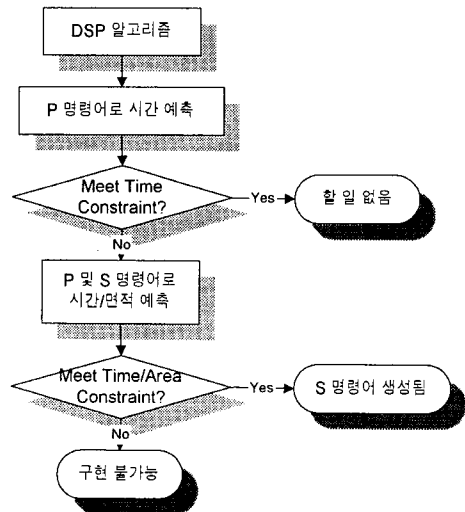 DSP 알고리즘
P 명령어로 시간 예측
Meet Time
Constraint?
Yes
할 일 없음
No
P 및 S 명령어로
시간/면적 예측
Meet Time/Area
Constraint?
Yes
S 명령어 생성됨
No
구현 불가능